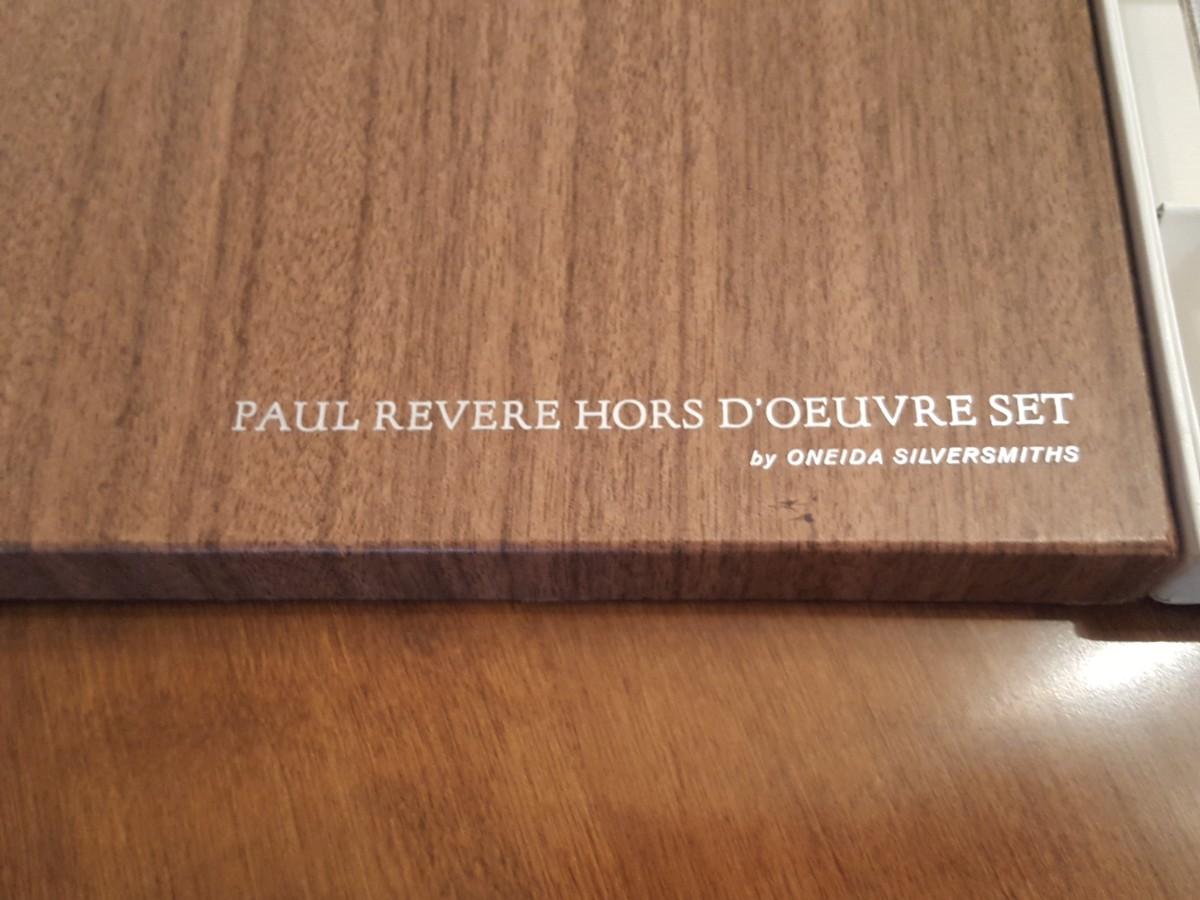 PAUL REVERE HORS D'OEUVRE SET
by ONEIDA SILVERSMITHS